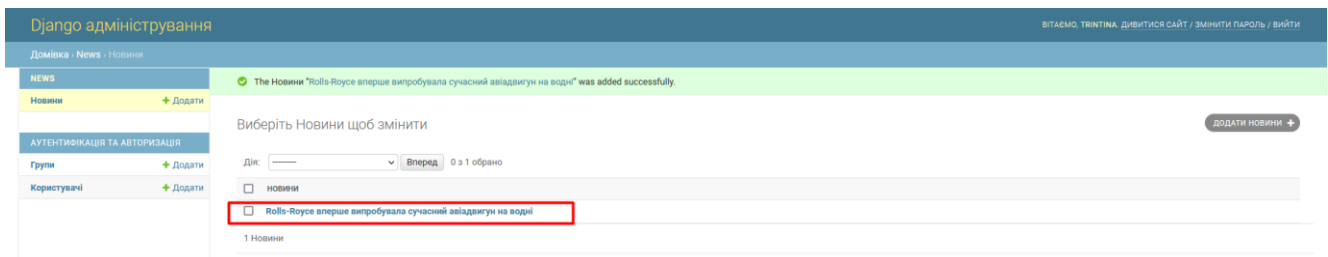 Django адміністрування
ВІТАЄМО, TRINTINA. ДИВИТИСЯ САЙТ / ЗМІНИТИ ПАРОЛЬ / ВИЙТИ
Домівка › News › Новини
NEWS
Новини + Додати
АУТЕНТИФІКАЦІЯ ТА АВТОРИЗАЦІЯ
Групи + Додати
Користувачі + Додати
The Новини "Rolls-Royce вперше випробувала сучасний авіадвигун на водні" was added successfully.
Виберіть Новини щоб змінити
ДОДАТИ НОВИНИ +
Дія: --------- Вперед 0 з 1 обрано
НОВИНИ
Rolls-Royce вперше випробувала сучасний авіадвигун на водні
1 Новини